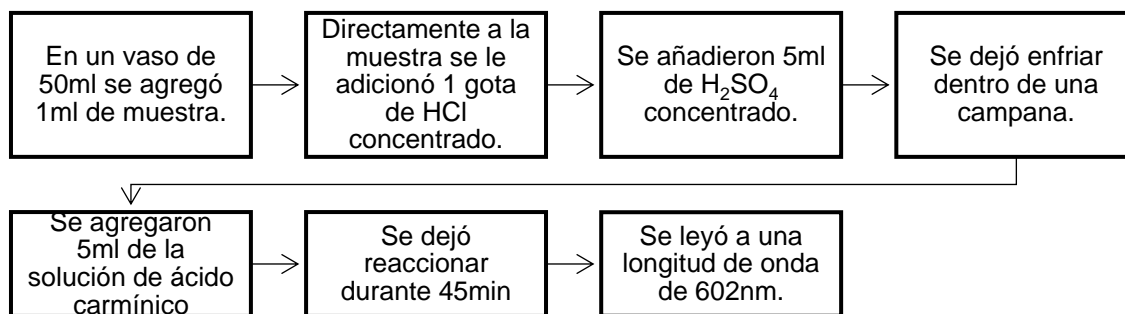 En un vaso de
50ml se agregó
1ml de muestra.
Directamente a la
muestra se le
adicionó 1 gota
de HCl
concentrado.
Se añadieron 5ml
de H₂SO₄
concentrado.
Se dejó enfriar
dentro de una
campana.
Se agregaron
5ml de la
solución de ácido
carmínico
Se dejó
reaccionar
durante 45min
Se leyó a una
longitud de onda
de 602nm.